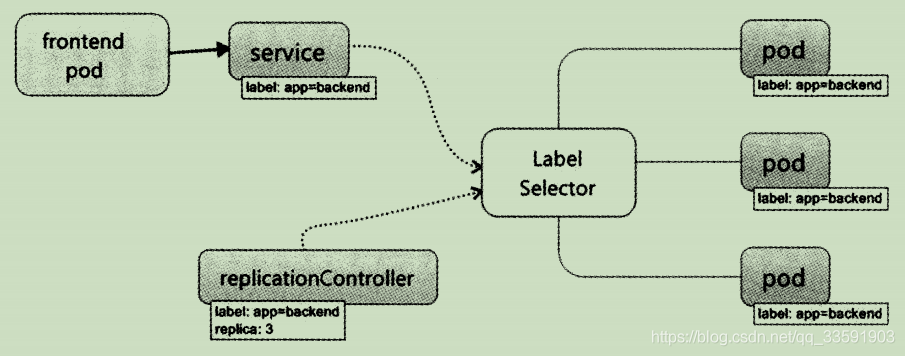 frontend
pod
service
label: app=backend
Label
Selector
pod
label: app=backend
pod
label: app=backend
pod
label: app=backend
replicationController
label: app=backend
replica: 3
https://blog.csdn.net/qq_33591903